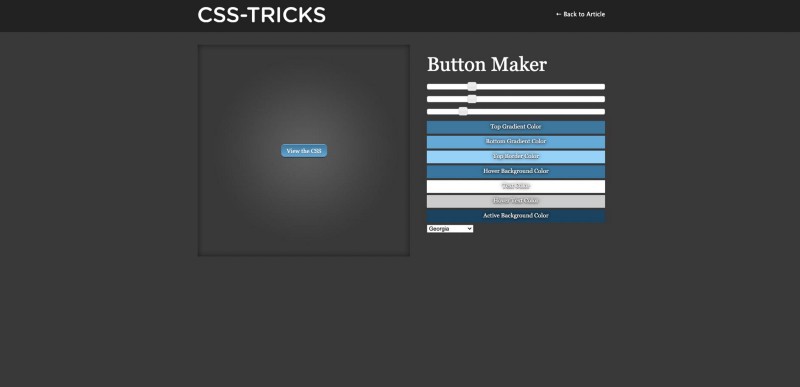 CSS-TRICKS
← Back to Article
Button Maker
View the CSS
Top Gradient Color
Bottom Gradient Color
Top Border Color
Hover Background Color
Text Color
Hover Text Color
Active Background Color
Georgia